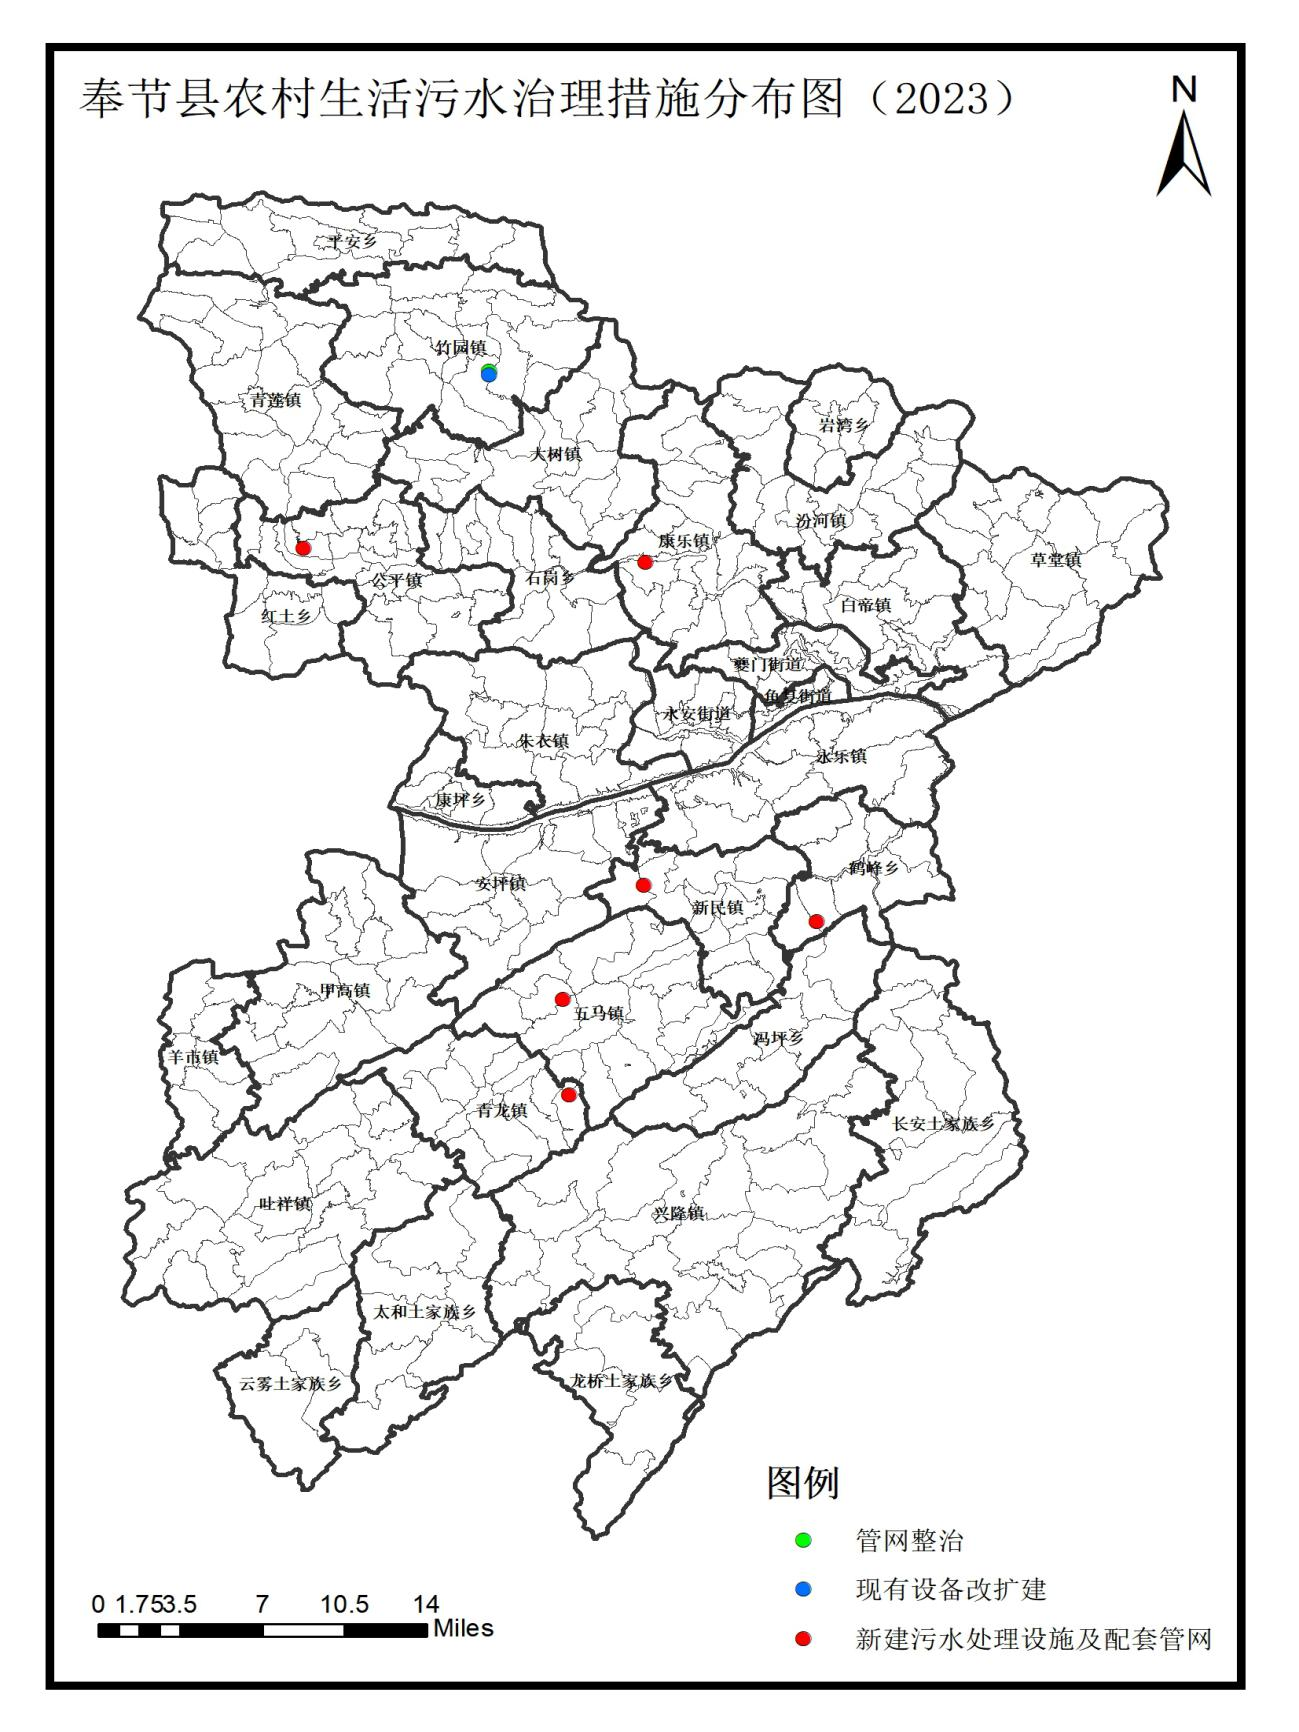 奉节县农村生活污水治理措施分布图（2023）
N
平安乡
竹园镇
青莲镇
岩湾乡
大树镇
汾河镇
康乐镇
草堂镇
石岗乡
公平镇
白帝镇
红土乡
夔门街道
鱼复街道
永安街道
朱衣镇
永乐镇
康坪乡
鹤峰乡
安坪镇
新民镇
甲高镇
五马镇
冯坪乡
羊市镇
青龙镇
长安土家族乡
吐祥镇
兴隆镇
太和土家族乡
龙桥土家族乡
云雾土家族乡
图例
管网整治
现有设备改扩建
新建污水处理设施及配套管网
0 1.75 3.5 7 10.5 14
Miles